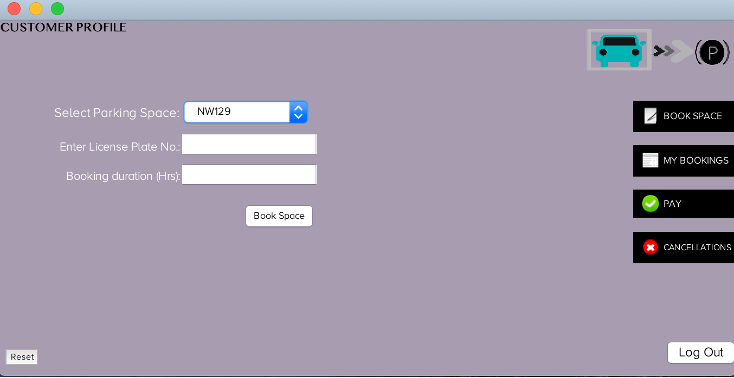 CUSTOMER PROFILE
(P)
Select Parking Space: NW129
Enter License Plate No.:
Booking duration (Hrs):
Book Space
BOOK SPACE
MY BOOKINGS
PAY
CANCELLATIONS
Reset
Log Out